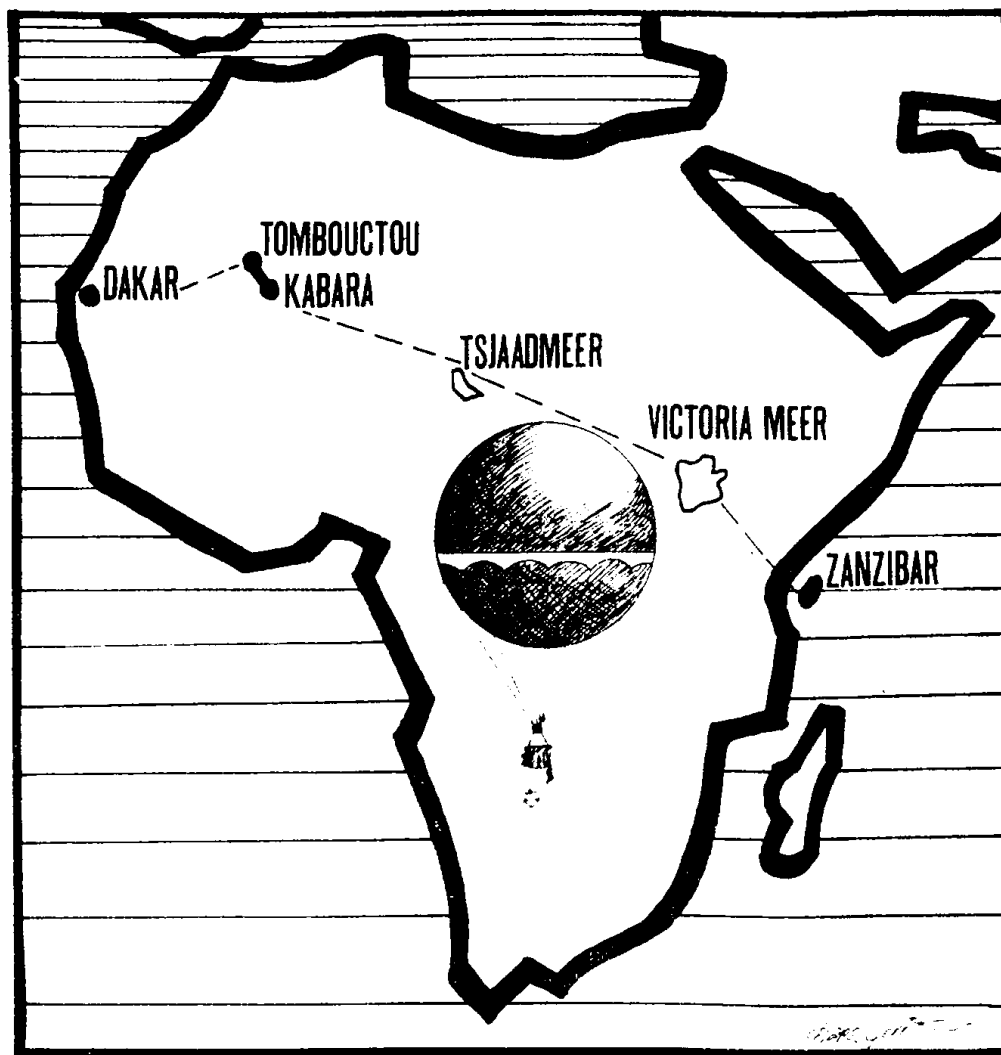 TOMBOUCTOU
DAKAR
KABARA
TSJAADMEER
VICTORIA MEER
ZANZIBAR